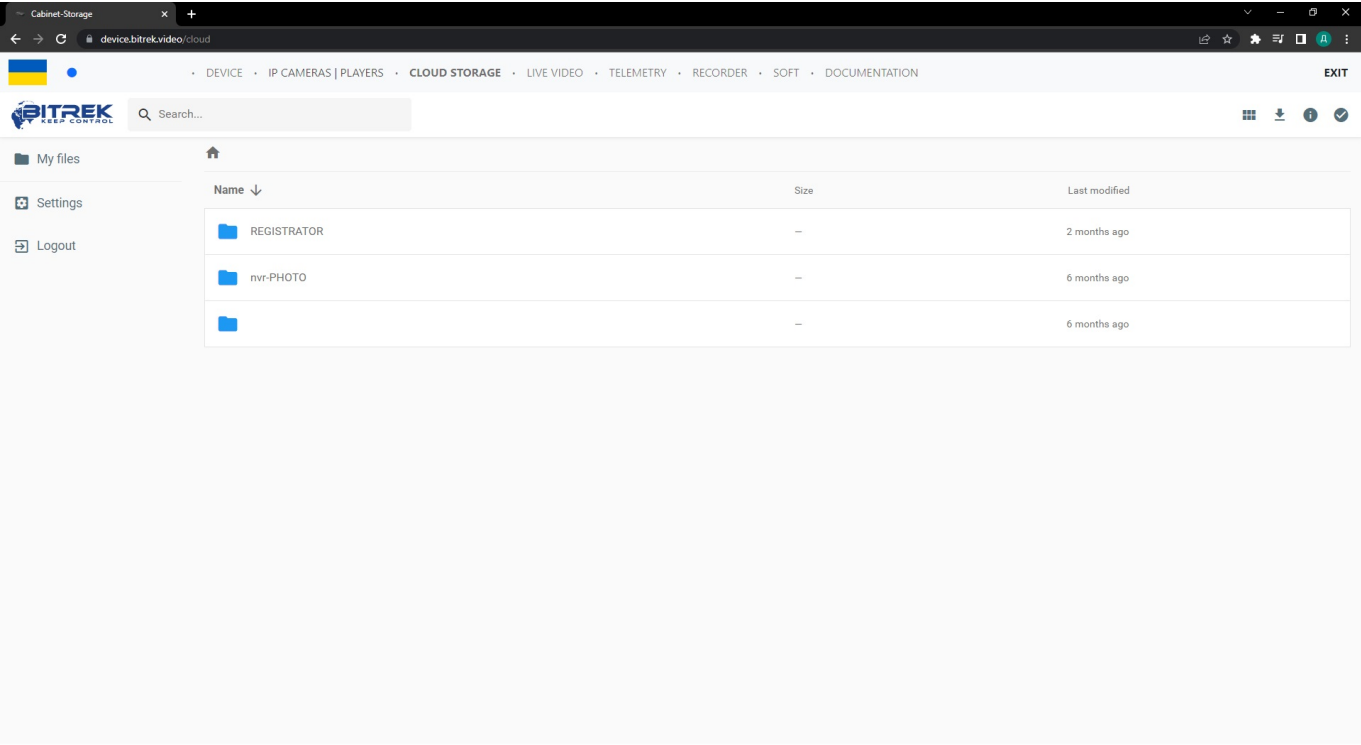 Cabinet-Storage
device.bitrek.video/cloud
Д
• DEVICE • IP CAMERAS | PLAYERS • CLOUD STORAGE • LIVE VIDEO • TELEMETRY • RECORDER • SOFT • DOCUMENTATION
EXIT
BITREK
KEEP CONTROL
Search...
My files
Settings
Logout
Name Size Last modified
REGISTRATOR – 2 months ago
nvr-PHOTO – 6 months ago
– 6 months ago